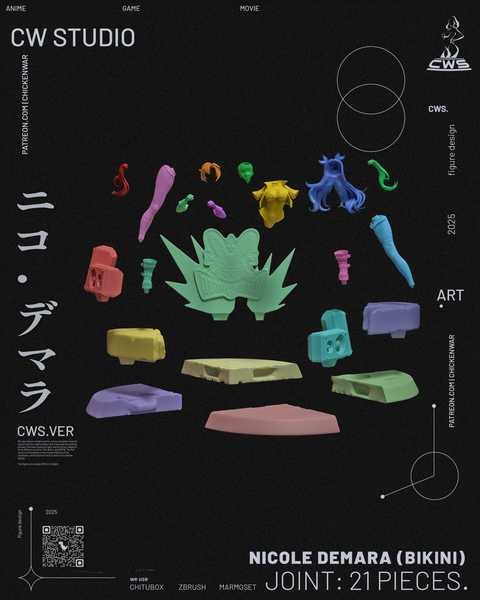 ANIME
GAME
MOVIE
CW STUDIO
PATREON.COM | CHICKENWAR
CWS
CWS.
figure design
2025
ART
PATREON.COM | CHICKENWAR
ニコ・デマラ
CWS.VER
Figure design
2025
we use
CHITUBOX
ZBRUSH
MARMOSET
NICOLE DEMARA (BIKINI)
JOINT: 21 PIECES.